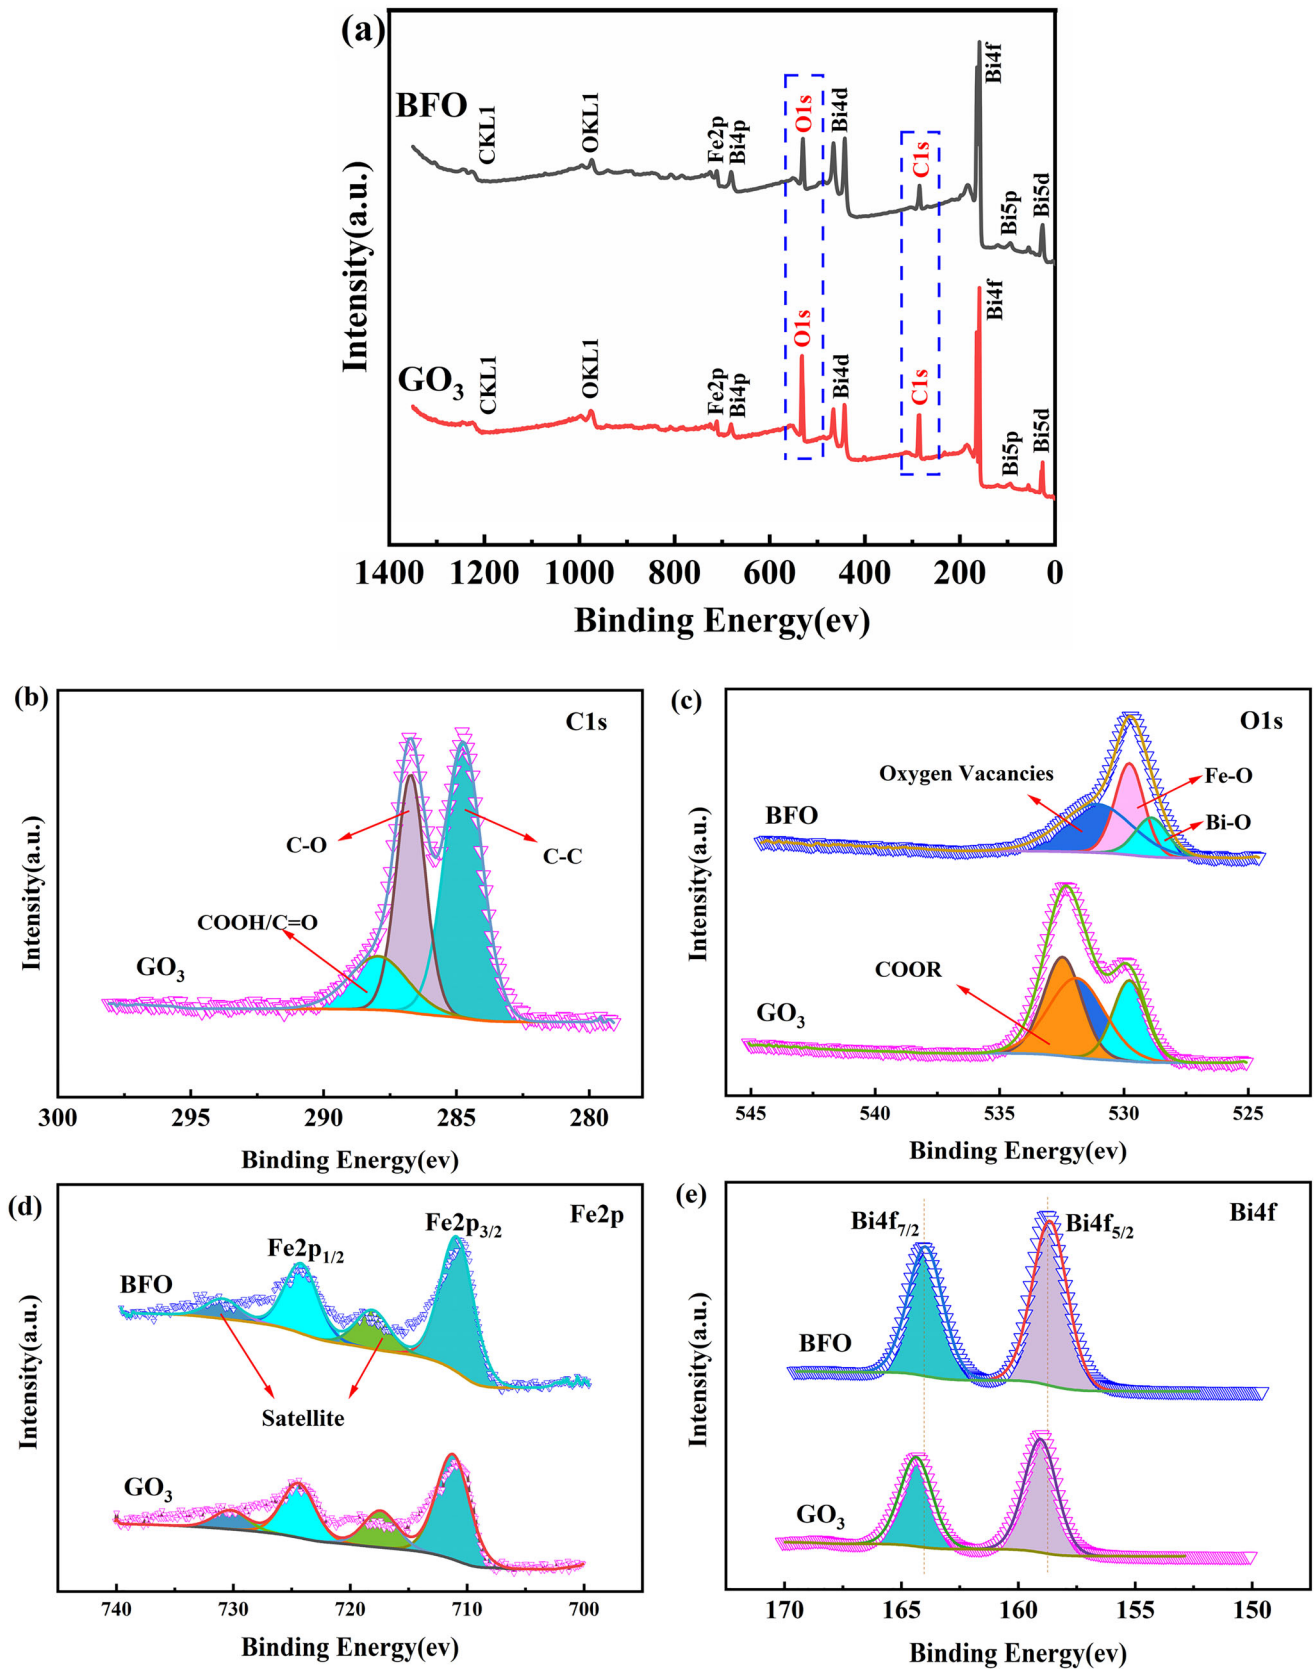 (a)
BFO
CKL1
OKL1
Fe2p
Bi4p
O1s
Bi4d
C1s
Bi4f
Bi5p
Bi5d
GO3
CKL1
OKL1
Fe2p
Bi4p
O1s
Bi4d
C1s
Bi4f
Bi5p
Bi5d
Intensity(a.u.)
1400 1200 1000 800 600 400 200 0
Binding Energy(ev)
(b)
C1s
C-O
C-C
COOH/C=O
GO3
Intensity(a.u.)
300 295 290 285 280
Binding Energy(ev)
(c)
O1s
Oxygen Vacancies
Fe-O
BFO
Bi-O
COOR
GO3
Intensity(a.u.)
545 540 535 530 525
Binding Energy(ev)
(d)
Fe2p
Fe2p3/2
Fe2p1/2
BFO
Satellite
GO3
Intensity(a.u.)
740 730 720 710 700
Binding Energy(ev)
(e)
Bi4f
Bi4f7/2
Bi4f5/2
BFO
GO3
Intensity(a.u.)
170 165 160 155 150
Binding Energy(ev)